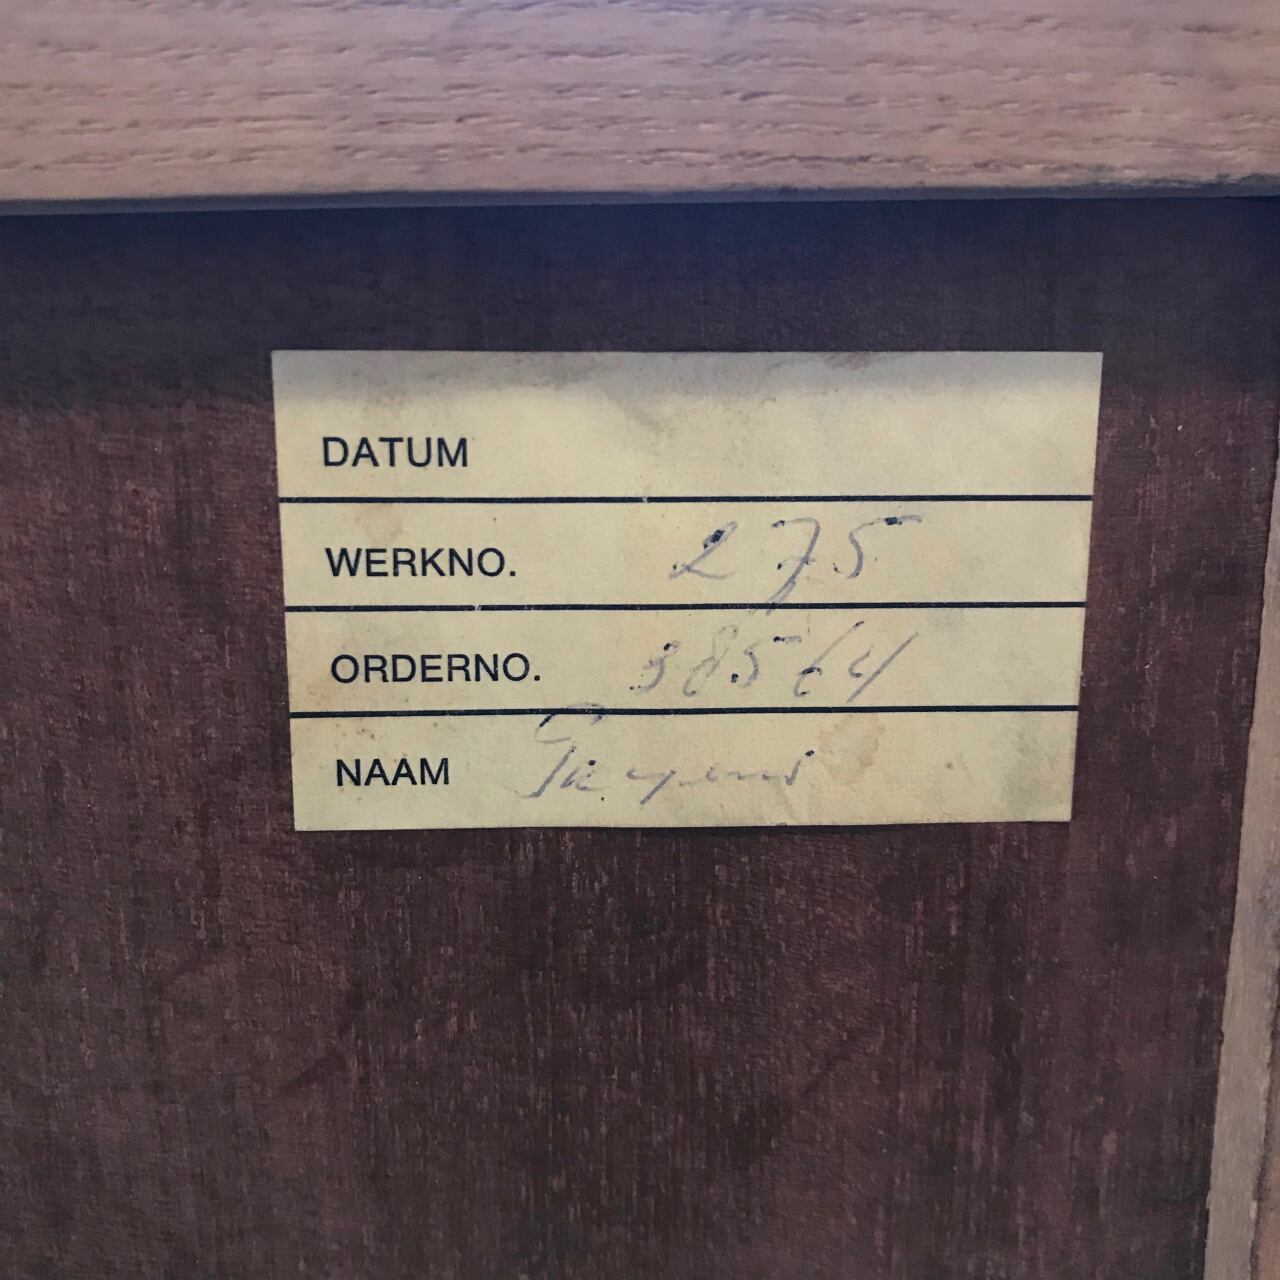 DATUM
WERKNO. 275
ORDERNO. 38564
NAAM